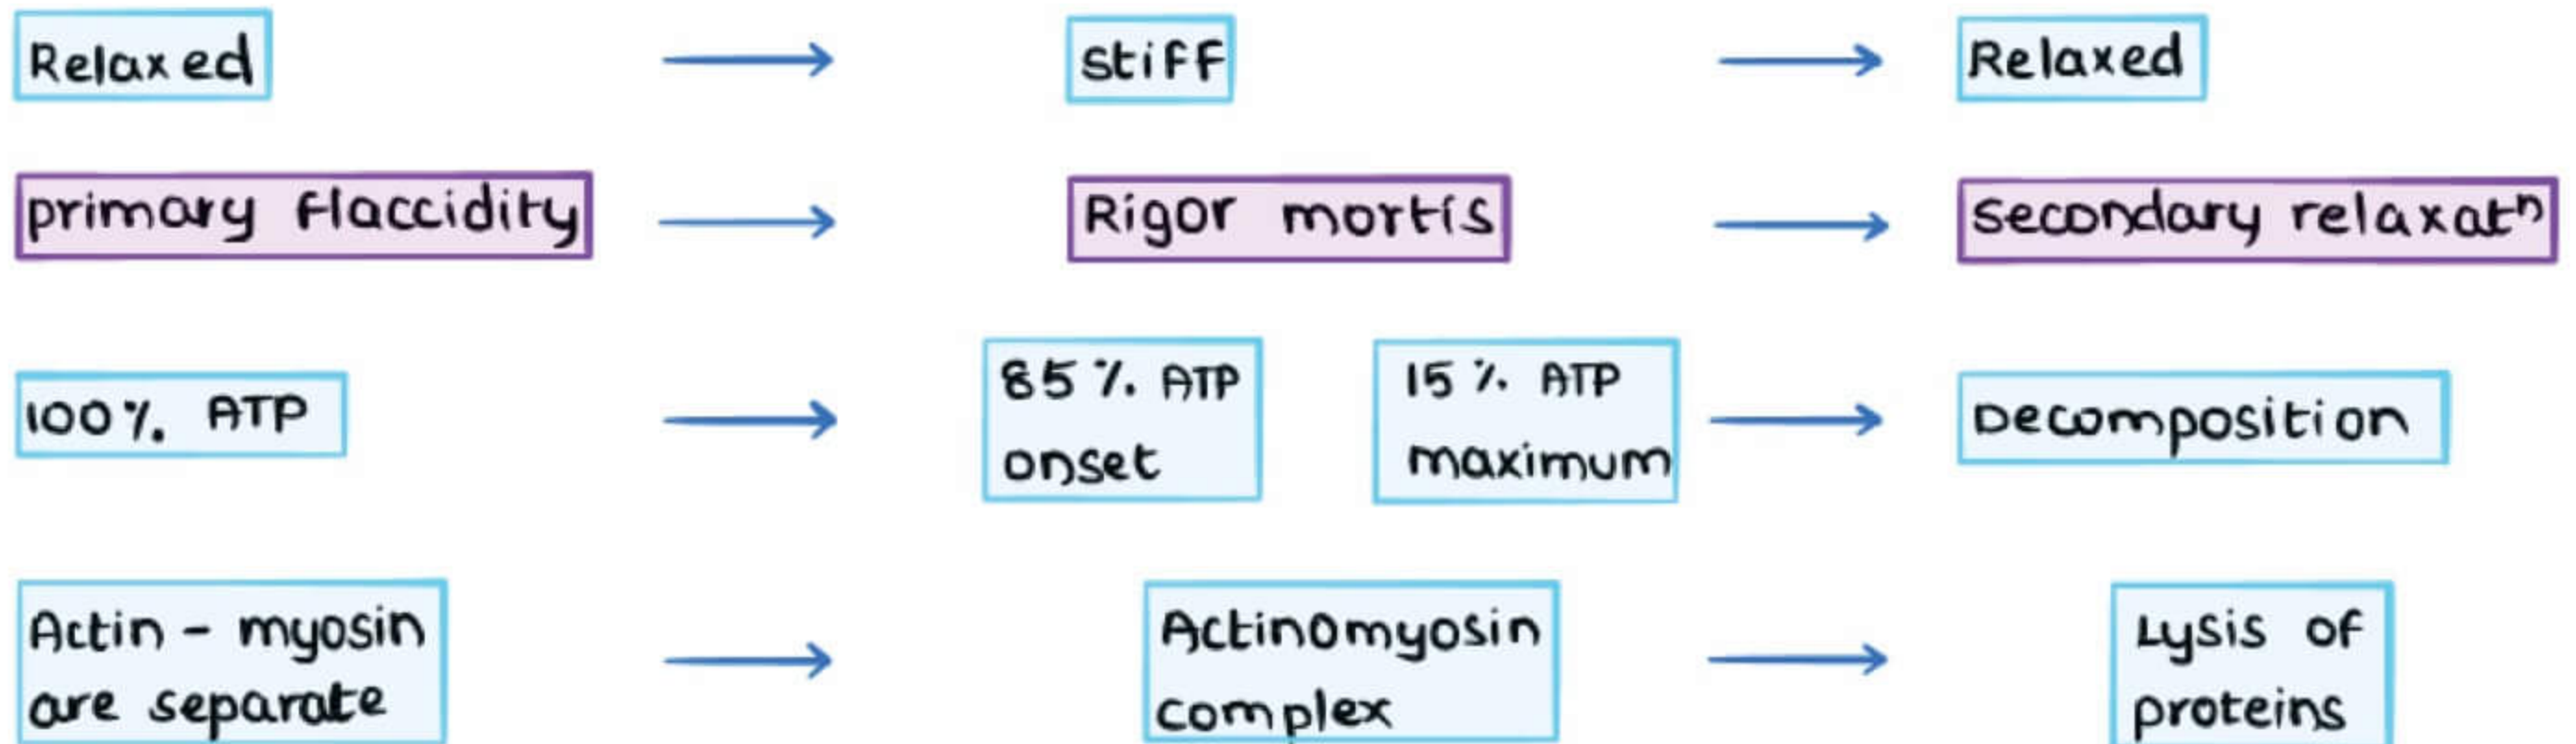 Relaxed → stiff → Relaxed
primary flaccidity → Rigor mortis → secondary relaxatⁿ
100% ATP → 85% ATP onset 15% ATP maximum → Decomposition
Actin - myosin are separate → Actinomyosin complex → Lysis of proteins